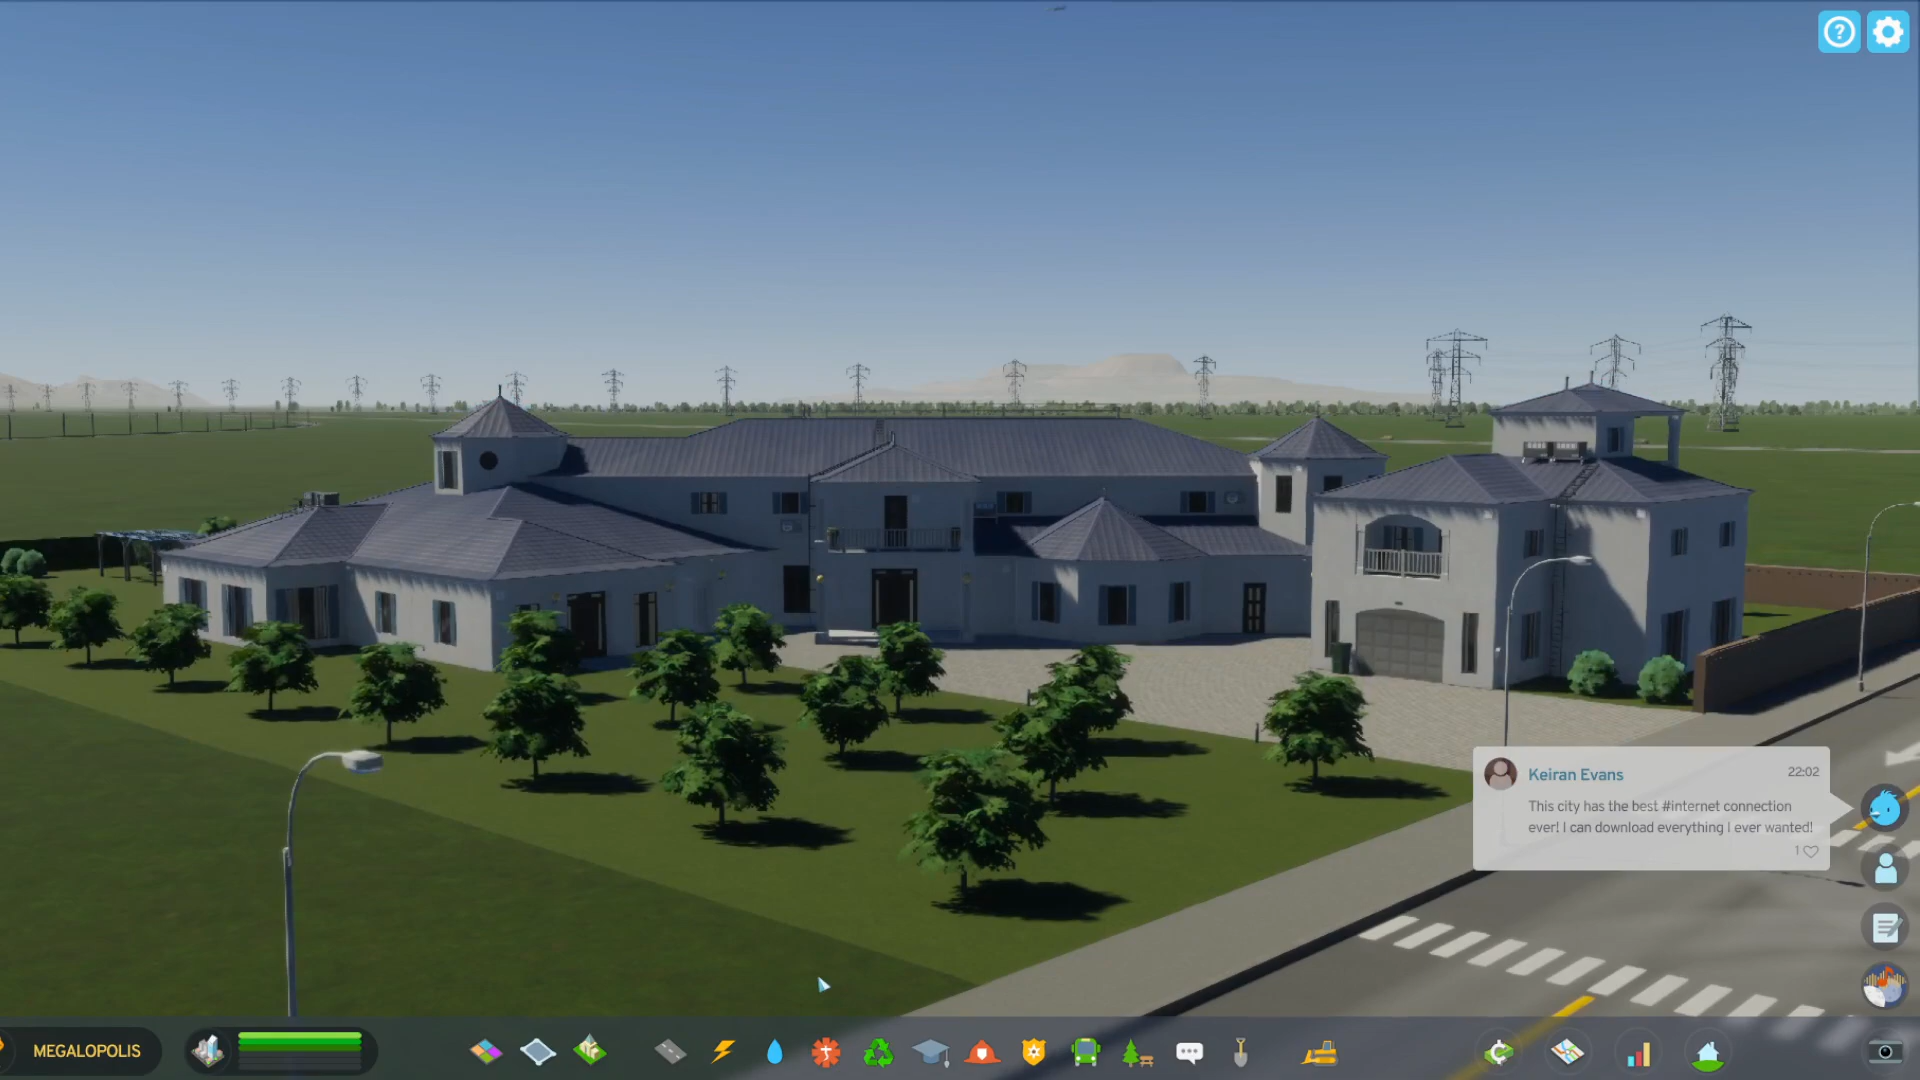 Keiran Evans
22:02
This city has the best #internet connection
ever! I can download everything I ever wanted!
1
MEGALOPOLIS